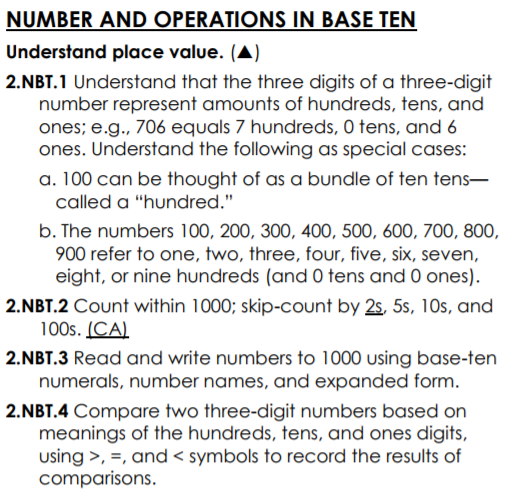 NUMBER AND OPERATIONS IN BASE TEN
Understand place value. (▲)
2.NBT.1 Understand that the three digits of a three-digit
number represent amounts of hundreds, tens, and
ones; e.g., 706 equals 7 hundreds, 0 tens, and 6
ones. Understand the following as special cases:
a. 100 can be thought of as a bundle of ten tens—
called a “hundred.”
b. The numbers 100, 200, 300, 400, 500, 600, 700, 800,
900 refer to one, two, three, four, five, six, seven,
eight, or nine hundreds (and 0 tens and 0 ones).
2.NBT.2 Count within 1000; skip-count by 2s, 5s, 10s, and
100s. (CA)
2.NBT.3 Read and write numbers to 1000 using base-ten
numerals, number names, and expanded form.
2.NBT.4 Compare two three-digit numbers based on
meanings of the hundreds, tens, and ones digits,
using >, =, and < symbols to record the results of
comparisons.